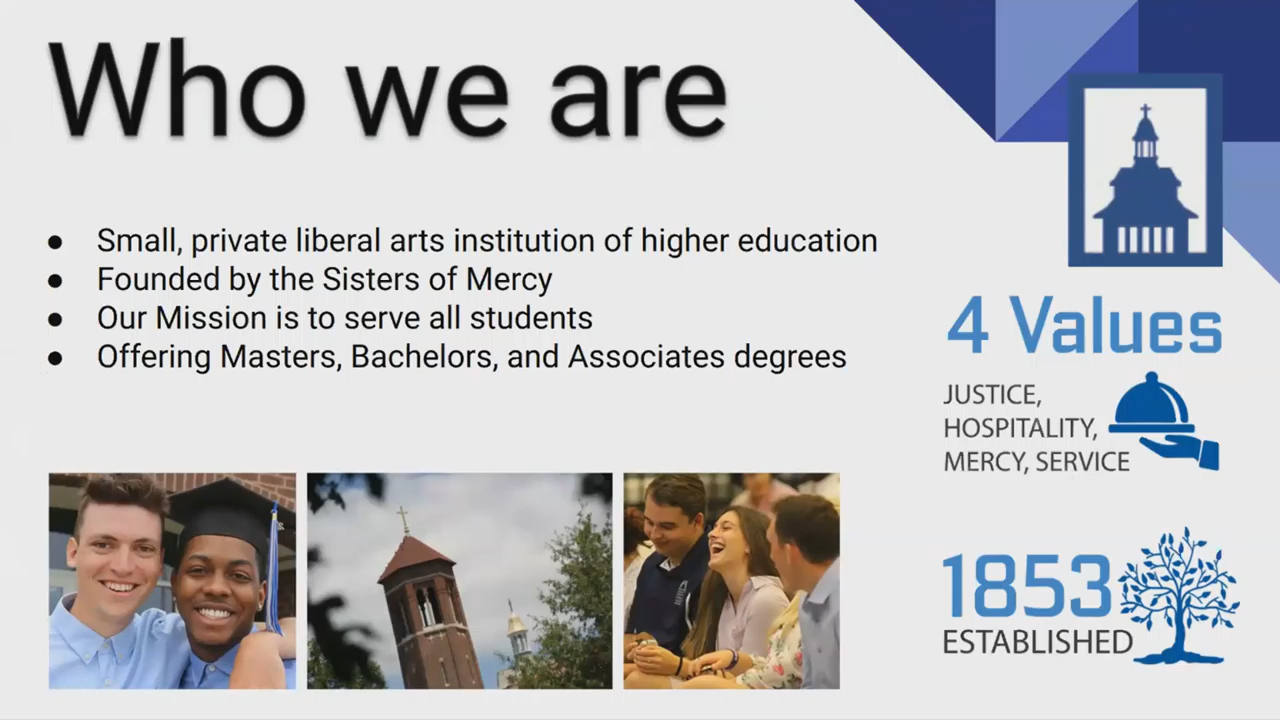 Who we are
● Small, private liberal arts institution of higher education
● Founded by the Sisters of Mercy
● Our Mission is to serve all students
● Offering Masters, Bachelors, and Associates degrees
4 Values
JUSTICE,
HOSPITALITY,
MERCY, SERVICE
1853
ESTABLISHED